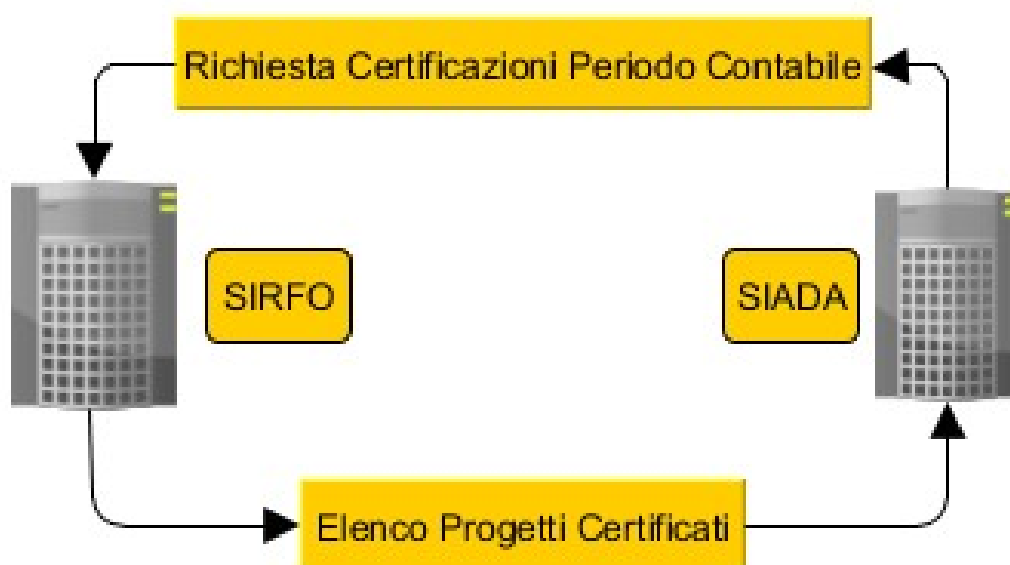 Richiesta Certificazioni Periodo Contabile
SIRFO
SIADA
Elenco Progetti Certificati